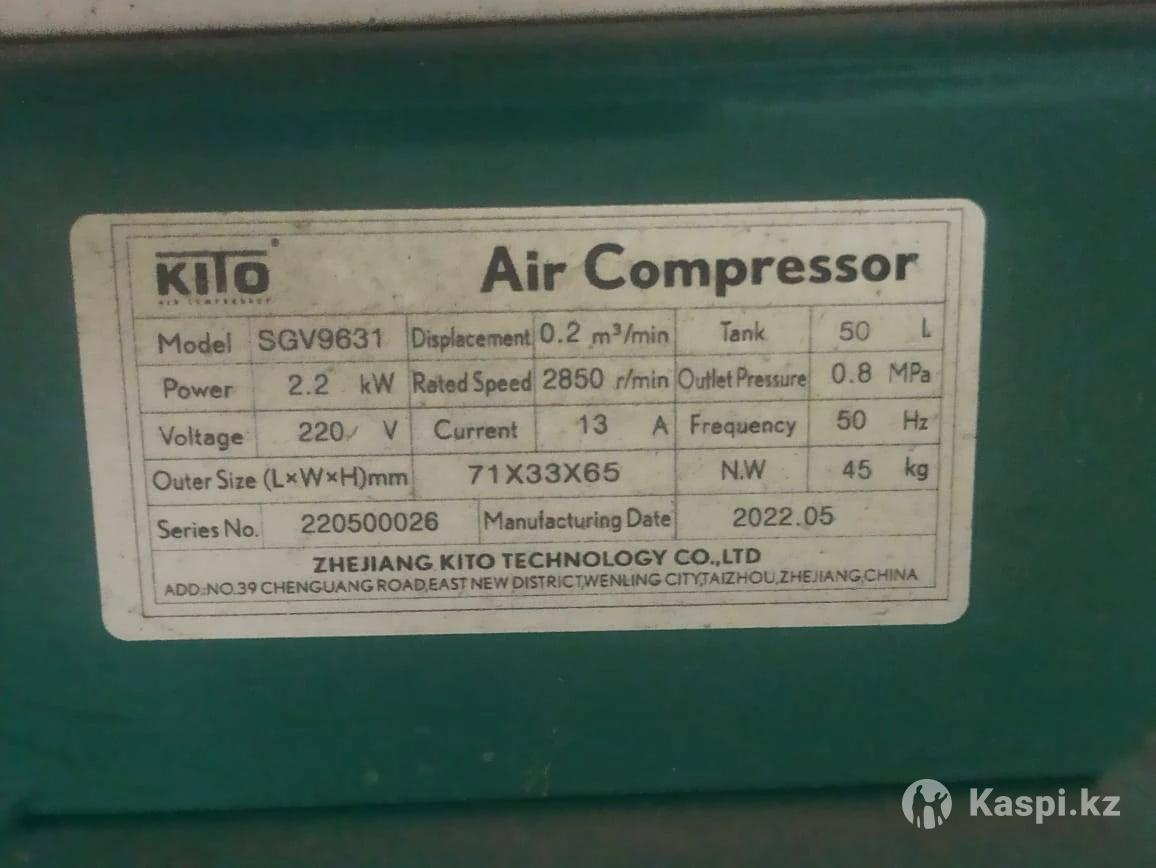 KITO®
AIR COMPRESSOR
Air Compressor
Model SGV9631 Displacement 0.2 m³/min Tank 50 L
Power 2.2 kW Rated Speed 2850 r/min Outlet Pressure 0.8 MPa
Voltage 220/ V Current 13 A Frequency 50 Hz
Outer Size (L×W×H)mm 71X33X65 N.W 45 kg
Series No. 220500026 Manufacturing Date 2022.05
ZHEJIANG KITO TECHNOLOGY CO.,LTD
ADD:NO.39 CHENGUANG ROAD,EAST NEW DISTRICT,WENLING CITY,TAIZHOU,ZHEJIANG,CHINA
Kaspi.kz